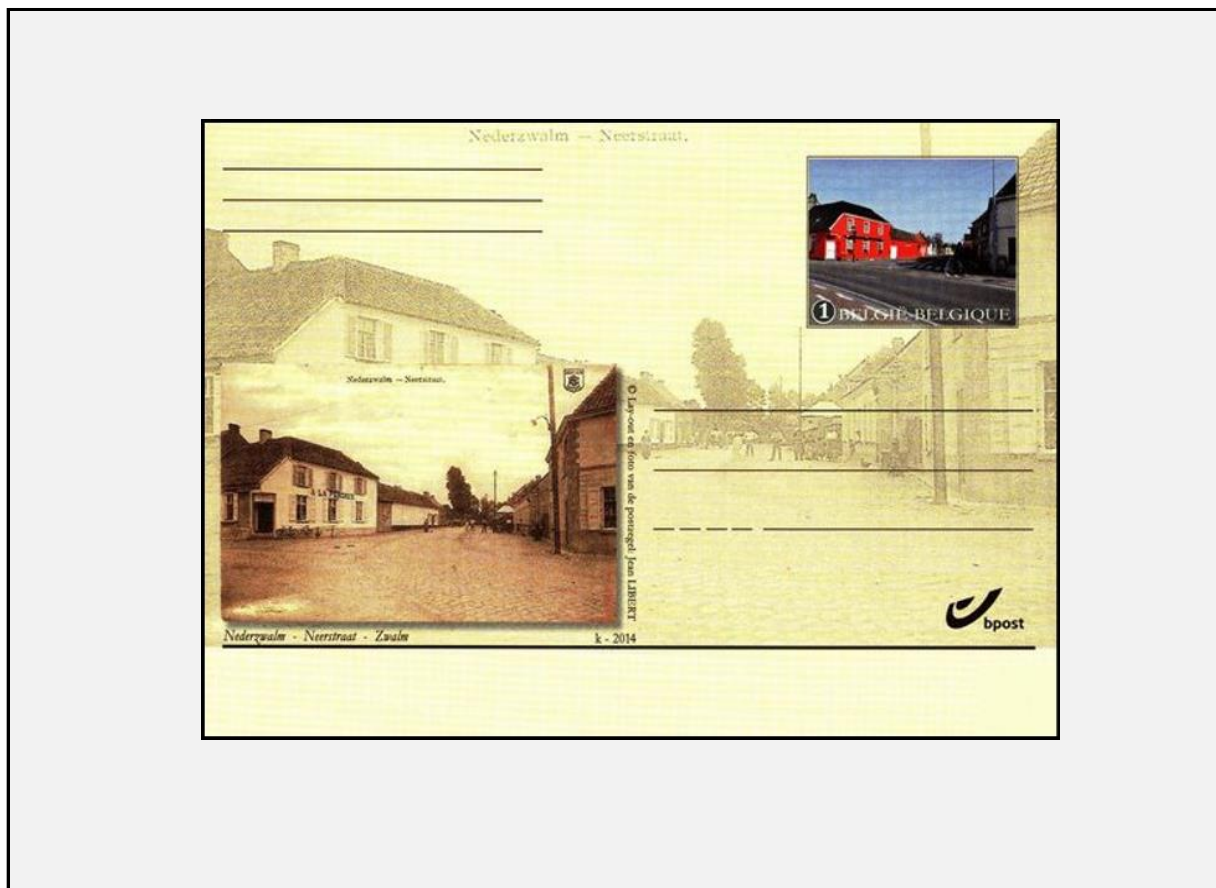 Nederzwalm — Neerstraat.
1 BELGIË-BELGIQUE
Nederzwalm — Neerstraat.
A LA
© Lay-out en foto van de postzegel: Jean LIBERT
Nederzwalm - Neerstraat - Zwalm
k - 2014
bpost